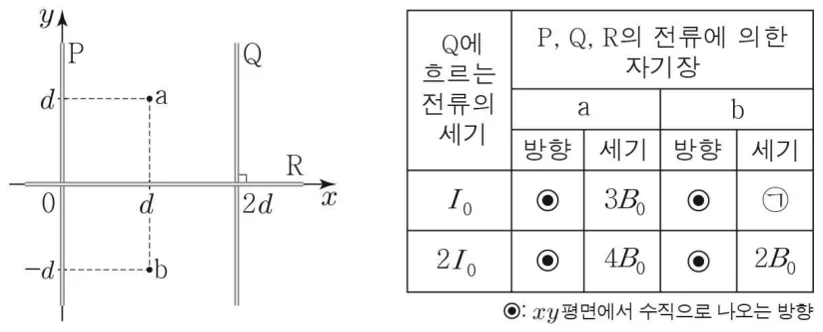 y
P
Q
d
a
R
0
d
2d
x
-d
b
Q에 흐르는 전류의 세기
P, Q, R의 전류에 의한 자기장
a
b
방향 세기 방향 세기
I₀ ⦿ 3B₀ ⦿ ㉠
2I₀ ⦿ 4B₀ ⦿ 2B₀
⦿: xy평면에서 수직으로 나오는 방향